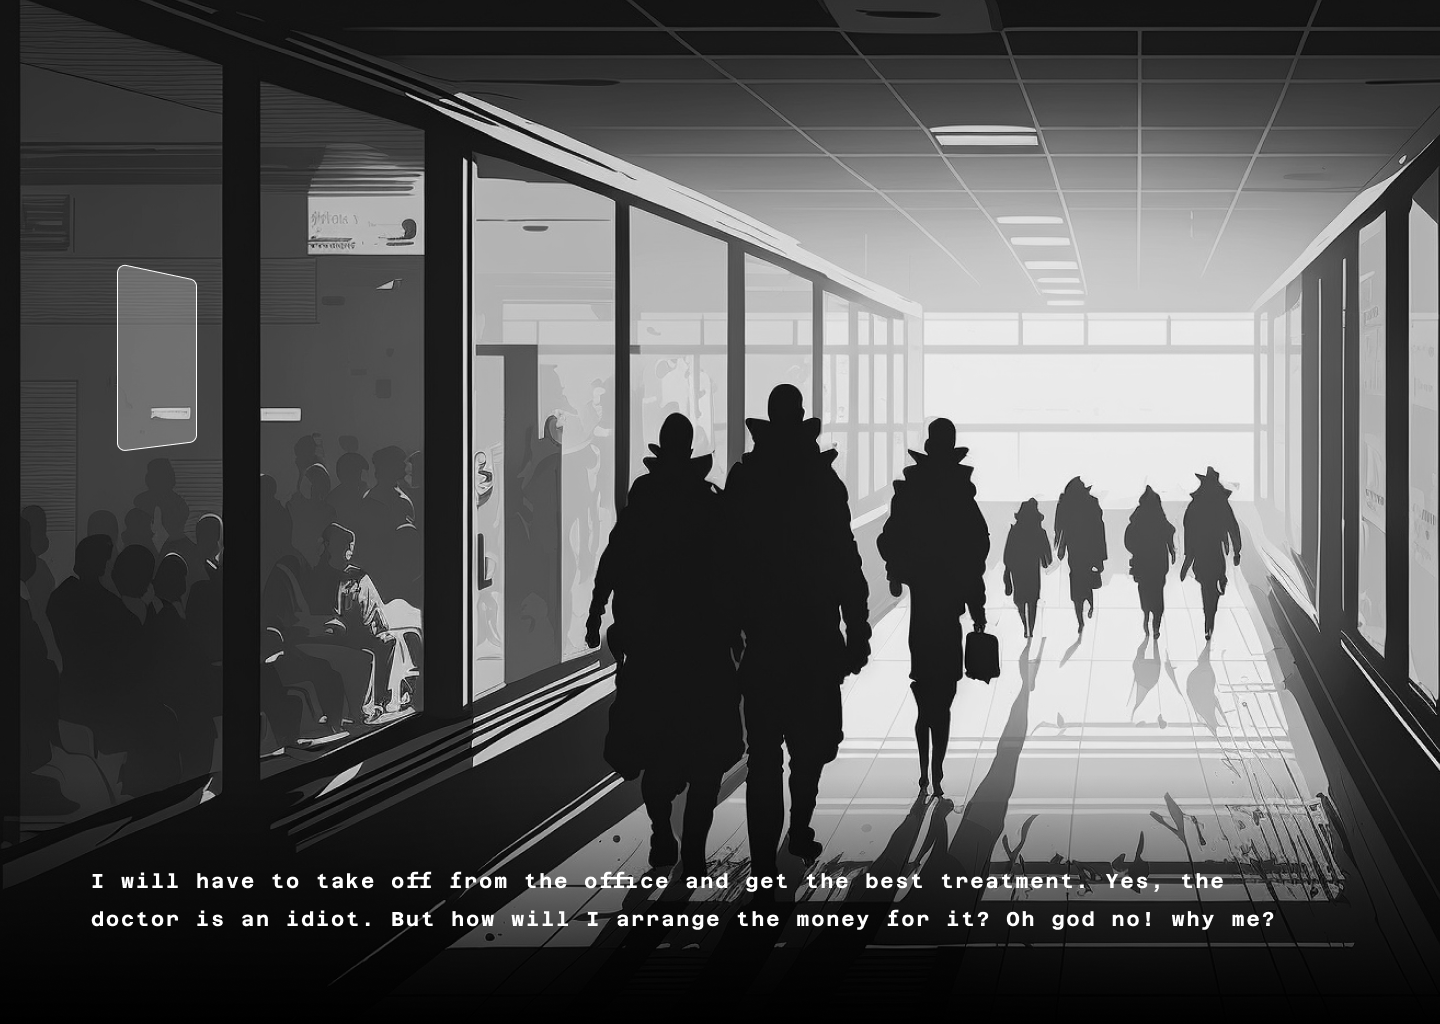 I will have to take off from the office and get the best treatment. Yes, the
doctor is an idiot. But how will I arrange the money for it? Oh god no! why me?